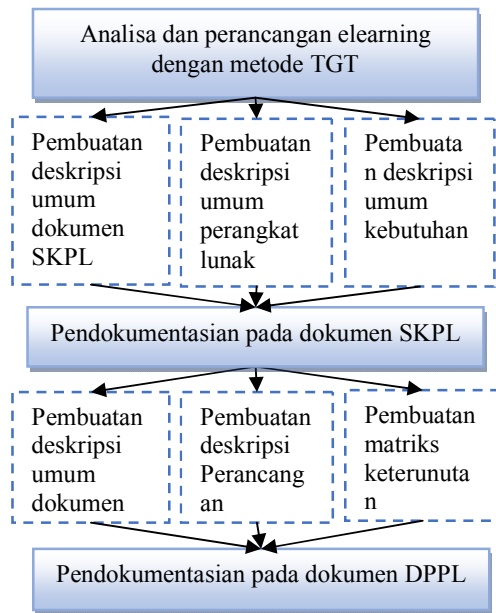 Analisa dan perancangan elearning
dengan metode TGT
Pembuatan
deskripsi
umum
dokumen
SKPL
Pembuatan
deskripsi
umum
perangkat
lunak
Pembuata
n deskripsi
umum
kebutuhan
Pendokumentasian pada dokumen SKPL
Pembuatan
deskripsi
umum
dokumen
Pembuatan
deskripsi
Perancang
an
Pembuatan
matriks
keterunuta
n
Pendokumentasian pada dokumen DPPL